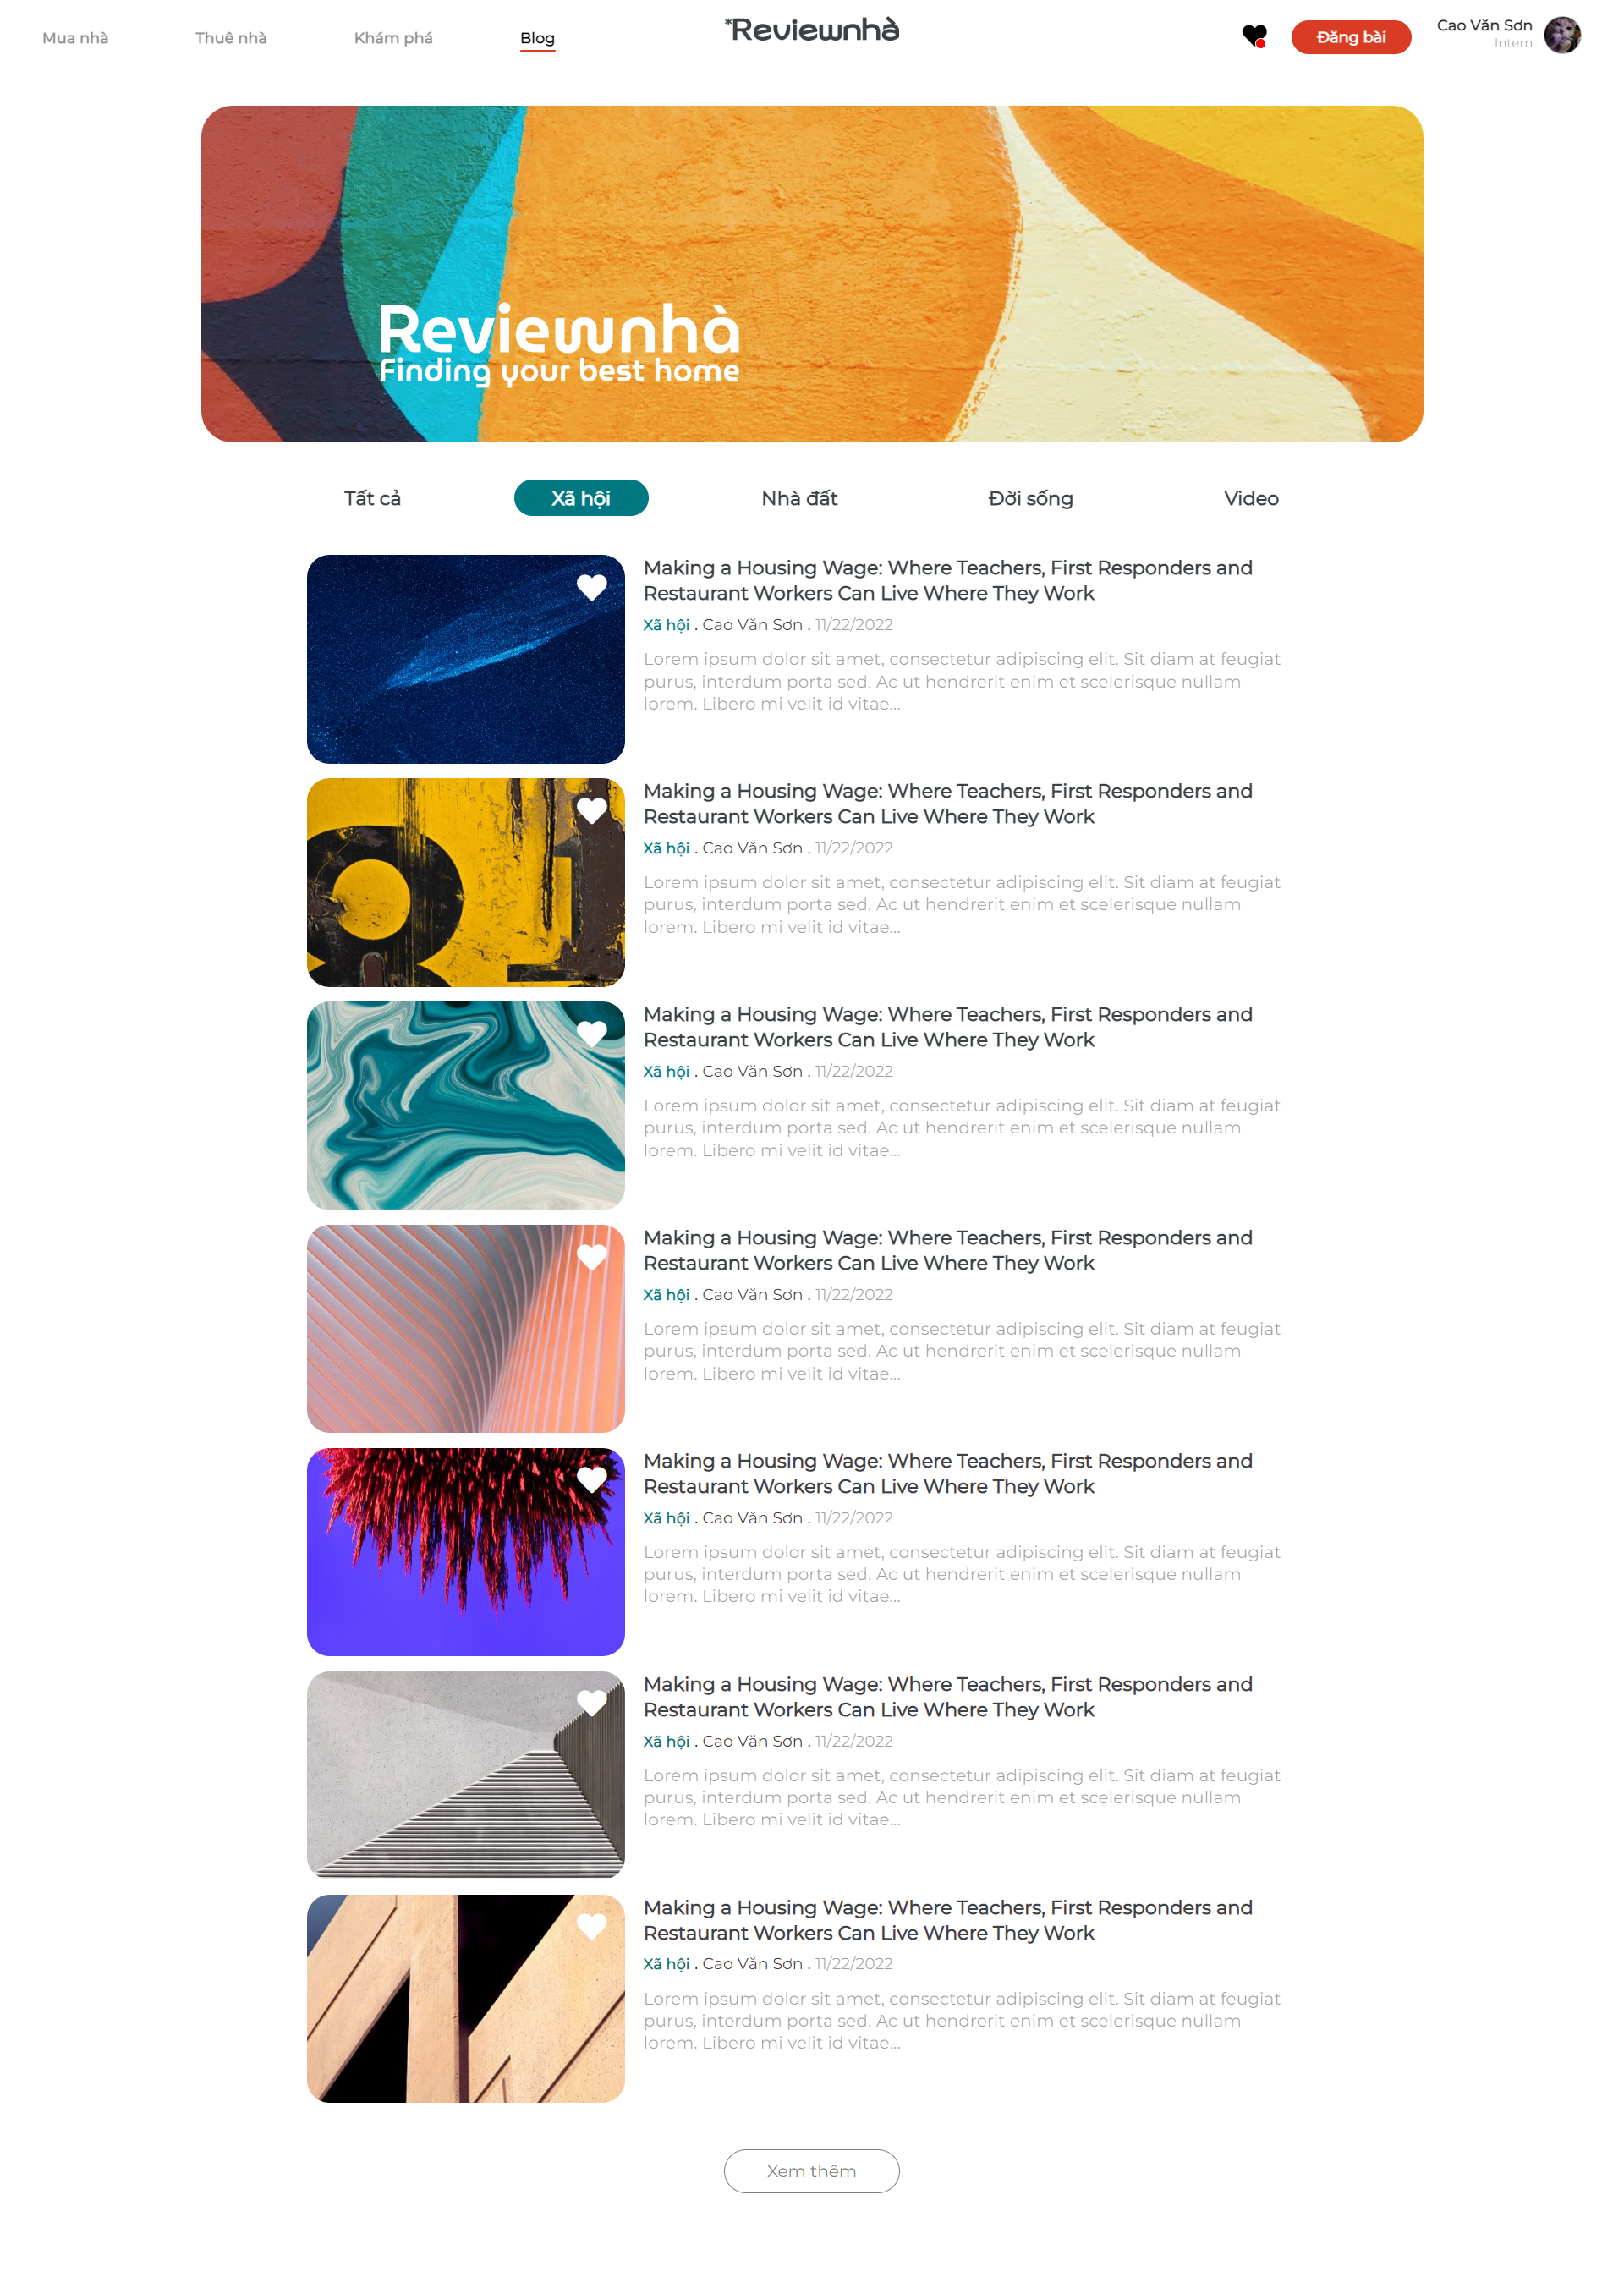 Mua nhà
Thuê nhà
Khám phá
Blog
*Reviewnhà
Đăng bài
Cao Văn Sơn
Intern
Reviewnhà
Finding your best home
Tất cả
Xã hội
Nhà đất
Đời sống
Video
Making a Housing Wage: Where Teachers, First Responders and
Restaurant Workers Can Live Where They Work
Xã hội . Cao Văn Sơn . 11/22/2022
Lorem ipsum dolor sit amet, consectetur adipiscing elit. Sit diam at feugiat
purus, interdum porta sed. Ac ut hendrerit enim et scelerisque nullam
lorem. Libero mi velit id vitae...
Making a Housing Wage: Where Teachers, First Responders and
Restaurant Workers Can Live Where They Work
Xã hội . Cao Văn Sơn . 11/22/2022
Lorem ipsum dolor sit amet, consectetur adipiscing elit. Sit diam at feugiat
purus, interdum porta sed. Ac ut hendrerit enim et scelerisque nullam
lorem. Libero mi velit id vitae...
Making a Housing Wage: Where Teachers, First Responders and
Restaurant Workers Can Live Where They Work
Xã hội . Cao Văn Sơn . 11/22/2022
Lorem ipsum dolor sit amet, consectetur adipiscing elit. Sit diam at feugiat
purus, interdum porta sed. Ac ut hendrerit enim et scelerisque nullam
lorem. Libero mi velit id vitae...
Making a Housing Wage: Where Teachers, First Responders and
Restaurant Workers Can Live Where They Work
Xã hội . Cao Văn Sơn . 11/22/2022
Lorem ipsum dolor sit amet, consectetur adipiscing elit. Sit diam at feugiat
purus, interdum porta sed. Ac ut hendrerit enim et scelerisque nullam
lorem. Libero mi velit id vitae...
Making a Housing Wage: Where Teachers, First Responders and
Restaurant Workers Can Live Where They Work
Xã hội . Cao Văn Sơn . 11/22/2022
Lorem ipsum dolor sit amet, consectetur adipiscing elit. Sit diam at feugiat
purus, interdum porta sed. Ac ut hendrerit enim et scelerisque nullam
lorem. Libero mi velit id vitae...
Making a Housing Wage: Where Teachers, First Responders and
Restaurant Workers Can Live Where They Work
Xã hội . Cao Văn Sơn . 11/22/2022
Lorem ipsum dolor sit amet, consectetur adipiscing elit. Sit diam at feugiat
purus, interdum porta sed. Ac ut hendrerit enim et scelerisque nullam
lorem. Libero mi velit id vitae...
Making a Housing Wage: Where Teachers, First Responders and
Restaurant Workers Can Live Where They Work
Xã hội . Cao Văn Sơn . 11/22/2022
Lorem ipsum dolor sit amet, consectetur adipiscing elit. Sit diam at feugiat
purus, interdum porta sed. Ac ut hendrerit enim et scelerisque nullam
lorem. Libero mi velit id vitae...
Xem thêm